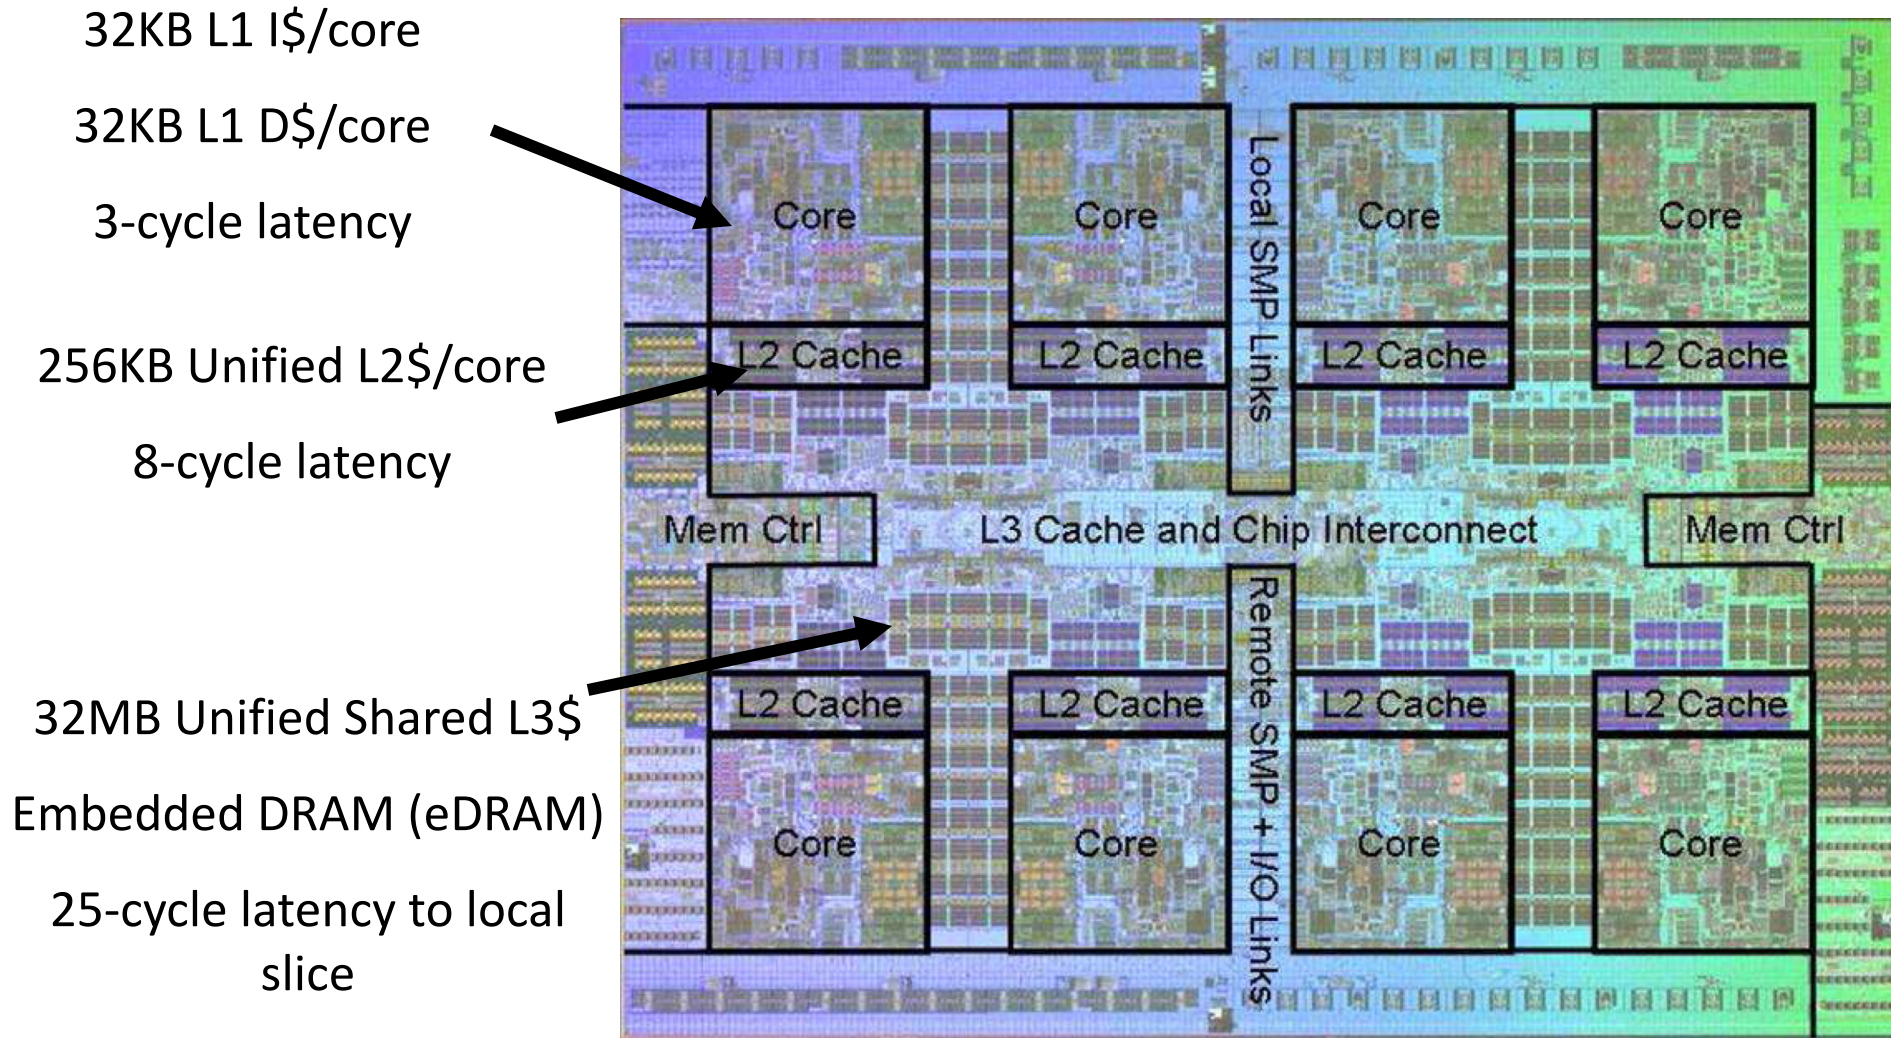 32KB L1 I$/core
32KB L1 D$/core
3-cycle latency
256KB Unified L2$/core
8-cycle latency
32MB Unified Shared L3$
Embedded DRAM (eDRAM)
25-cycle latency to local
slice
Core
Core
Core
Core
Local SMP Links
L2 Cache
L2 Cache
L2 Cache
L2 Cache
Mem Ctrl
L3 Cache and Chip Interconnect
Mem Ctrl
Remote SMP + I/O Links
L2 Cache
L2 Cache
L2 Cache
L2 Cache
Core
Core
Core
Core